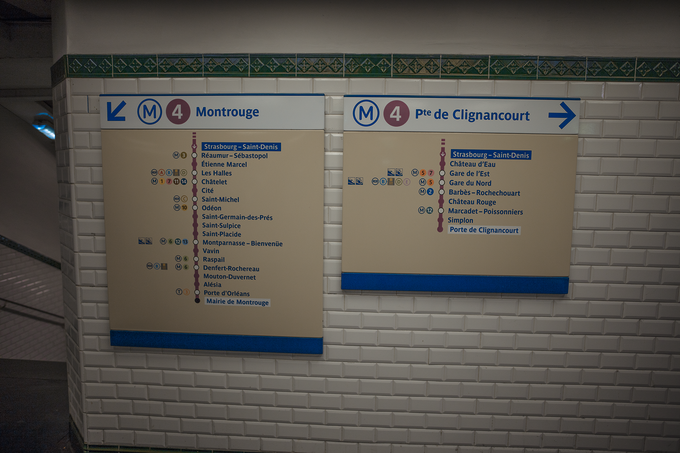 M 4 Montrouge
Strasbourg – Saint-Denis
Réaumur – Sébastopol
Étienne Marcel
Les Halles
Châtelet
Cité
Saint-Michel
Odéon
Saint-Germain-des-Prés
Saint-Sulpice
Saint-Placide
Montparnasse – Bienvenüe
Vavin
Raspail
Denfert-Rochereau
Mouton-Duvernet
Alésia
Porte d'Orléans
Mairie de Montrouge
M 4 Pte de Clignancourt
Strasbourg – Saint-Denis
Château d'Eau
Gare de l'Est
Gare du Nord
Barbès – Rochechouart
Château Rouge
Marcadet – Poissonniers
Simplon
Porte de Clignancourt